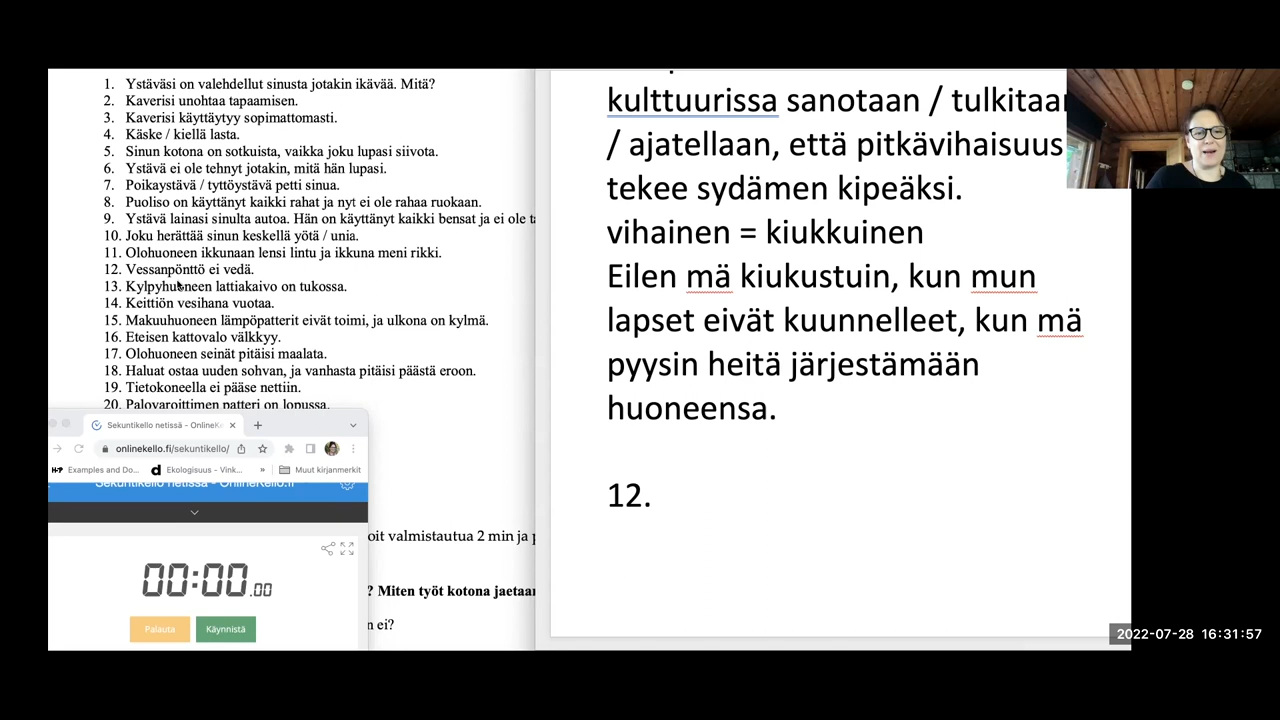 1. Ystäväsi on valehdellut sinusta jotakin ikävää. Mitä?
2. Kaverisi unohtaa tapaamisen.
3. Kaverisi käyttäytyy sopimattomasti.
4. Käske / kiellä lasta.
5. Sinun kotona on sotkuista, vaikka joku lupasi siivota.
6. Ystävä ei ole tehnyt jotakin, mitä hän lupasi.
7. Poikaystävä / tyttöystävä petti sinua.
8. Puoliso on käyttänyt kaikki rahat ja nyt ei ole rahaa ruokaan.
9. Ystävä lainasi sinulta autoa. Hän on käyttänyt kaikki bensat ja ei ole
10. Joku herättää sinun keskellä yötä / unia.
11. Olohuoneen ikkunaan lensi lintu ja ikkuna meni rikki.
12. Vessanpönttö ei vedä.
13. Kylpyhuoneen lattiakaivo on tukossa.
14. Keittiön vesihana vuotaa.
15. Makuuhuoneen lämpöpatterit eivät toimi, ja ulkona on kylmä.
16. Eteisen kattovalo välkkyy.
17. Olohuoneen seinät pitäisi maalata.
18. Haluat ostaa uuden sohvan, ja vanhasta pitäisi päästä eroon.
19. Tietokoneella ei pääse nettiin.
20. Palovaroittimen patteri on lopussa.
Sekuntikello netissä - OnlineK
onlinekello.fi/sekuntikello/
Examples and Do... Ekologisuus - Vink... » Muut kirjanmerkit
Sekuntikello netissä - OnlineKello.fi
00:00.00
Palauta Käynnistä
oit valmistautua 2 min ja
? Miten työt kotona jaetaan
n ei?
kulttuurissa sanotaan / tulkitaan
/ ajatellaan, että pitkävihaisuus
tekee sydämen kipeäksi.
vihainen = kiukkuinen
Eilen mä kiukustuin, kun mun
lapset eivät kuunnelleet, kun mä
pyysin heitä järjestämään
huoneensa.
12.
2022-07-28 16:31:57